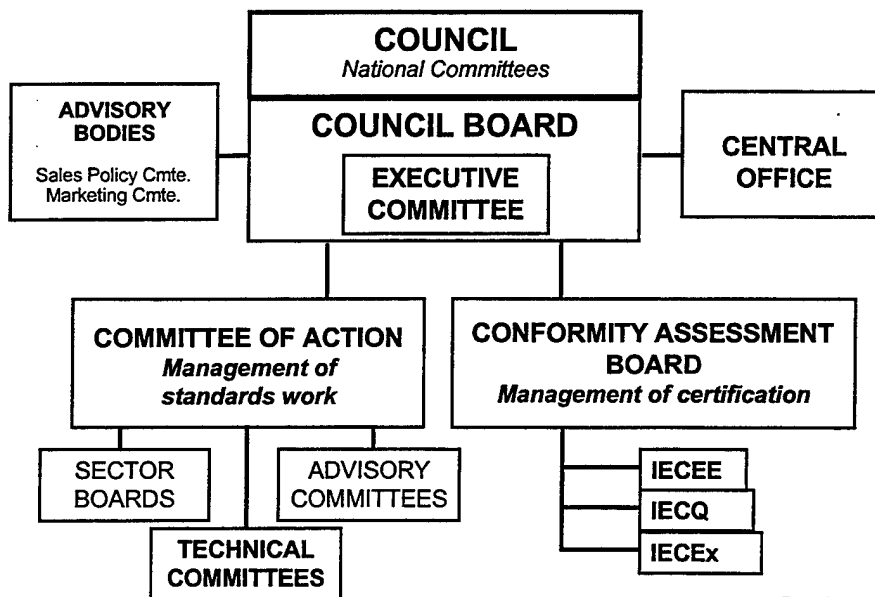 COUNCIL
National Committees
ADVISORY
BODIES
Sales Policy Cmte.
Marketing Cmte.
COUNCIL BOARD
EXECUTIVE
COMMITTEE
CENTRAL
OFFICE
COMMITTEE OF ACTION
Management of
standards work
CONFORMITY ASSESSMENT
BOARD
Management of certification
SECTOR
BOARDS
ADVISORY
COMMITTEES
TECHNICAL
COMMITTEES
IECEE
IECQ
IECEx